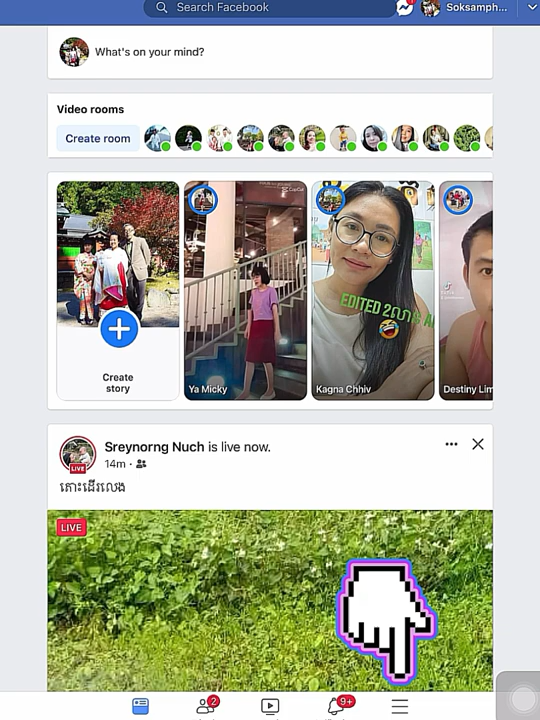 Search Facebook
Soksamph...
What's on your mind?
Video rooms
Create room
CapCut
Create
story
Ya Micky
EDITED 2
Kagna Chhiv
Destiny Lim
Sreynorng Nuch is live now.
LIVE
14m ·
តោះដើរលេង
LIVE
2
9+